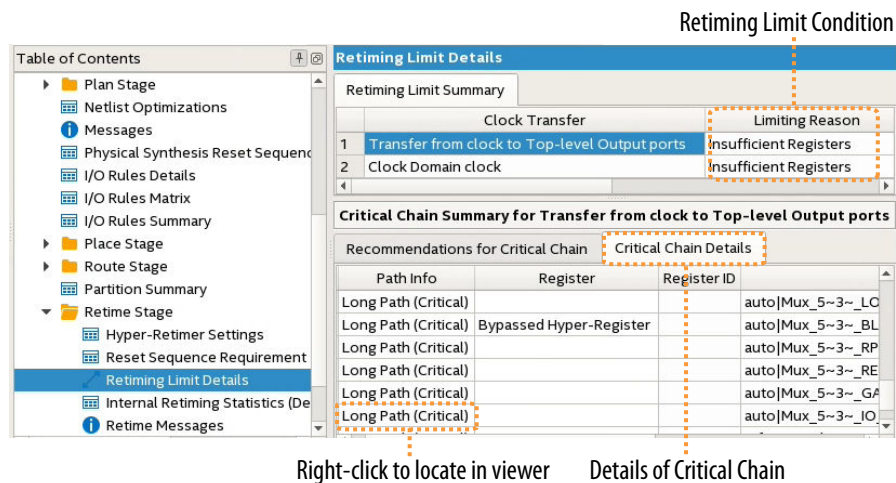 Retiming Limit Condition
Table of Contents
Plan Stage
Netlist Optimizations
Messages
Physical Synthesis Reset Sequenc
I/O Rules Details
I/O Rules Matrix
I/O Rules Summary
Place Stage
Route Stage
Partition Summary
Retime Stage
Hyper-Retimer Settings
Reset Sequence Requirement
Retiming Limit Details
Internal Retiming Statistics (De
Retime Messages
Retiming Limit Details
Retiming Limit Summary
Clock Transfer Limiting Reason
1 Transfer from clock to Top-level Output ports Insufficient Registers
2 Clock Domain clock Insufficient Registers
Critical Chain Summary for Transfer from clock to Top-level Output ports
Recommendations for Critical Chain Critical Chain Details
Path Info Register Register ID
Long Path (Critical) auto|Mux_5~3~_LO
Long Path (Critical) Bypassed Hyper-Register auto|Mux_5~3~_BL
Long Path (Critical) auto|Mux_5~3~_RP
Long Path (Critical) auto|Mux_5~3~_RE
Long Path (Critical) auto|Mux_5~3~_GA
Long Path (Critical) auto|Mux_5~3~_IO_
Right-click to locate in viewer Details of Critical Chain